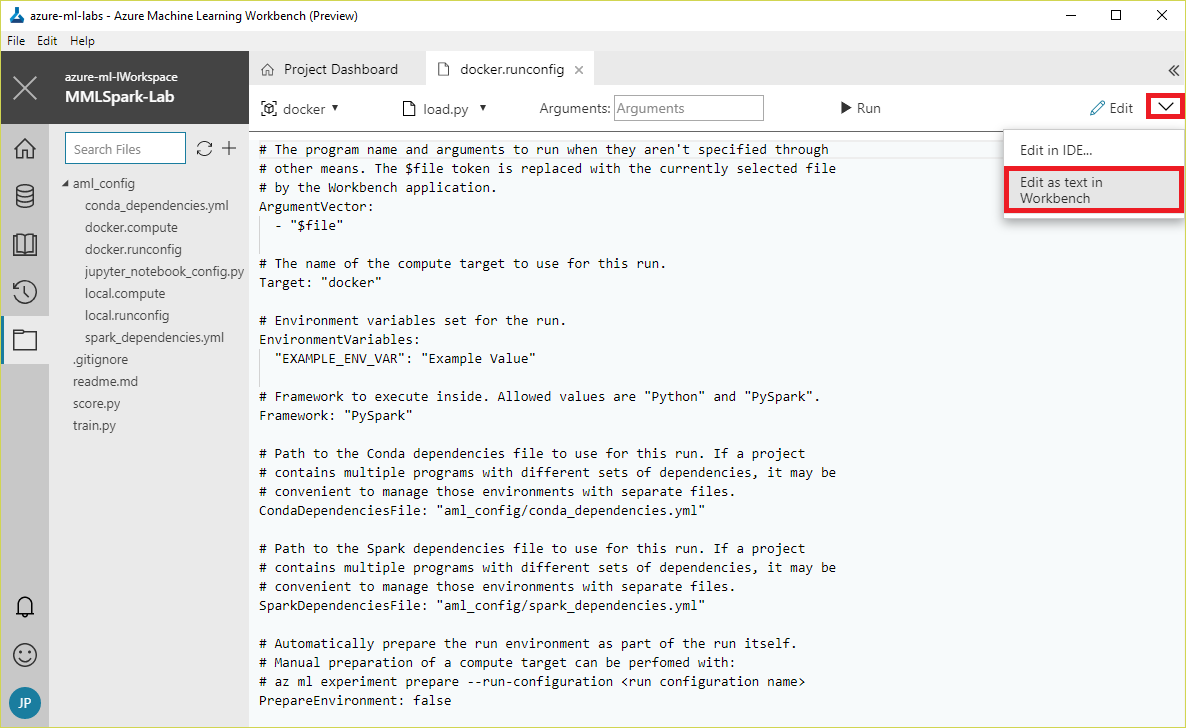 azure-ml-labs - Azure Machine Learning Workbench (Preview)
File Edit Help
azure-ml-lWorkspace
MMLSpark-Lab
Project Dashboard
docker.runconfig
docker
load.py
Arguments: Arguments
Run
Edit
Edit in IDE...
Edit as text in
Workbench
Search Files
aml_config
conda_dependencies.yml
docker.compute
docker.runconfig
jupyter_notebook_config.py
local.compute
local.runconfig
spark_dependencies.yml
.gitignore
readme.md
score.py
train.py
JP
# The program name and arguments to run when they aren't specified through
# other means. The $file token is replaced with the currently selected file
# by the Workbench application.
ArgumentVector:
- "$file"
# The name of the compute target to use for this run.
Target: "docker"
# Environment variables set for the run.
EnvironmentVariables:
"EXAMPLE_ENV_VAR": "Example Value"
# Framework to execute inside. Allowed values are "Python" and "PySpark".
Framework: "PySpark"
# Path to the Conda dependencies file to use for this run. If a project
# contains multiple programs with different sets of dependencies, it may be
# convenient to manage those environments with separate files.
CondaDependenciesFile: "aml_config/conda_dependencies.yml"
# Path to the Spark dependencies file to use for this run. If a project
# contains multiple programs with different sets of dependencies, it may be
# convenient to manage those environments with separate files.
SparkDependenciesFile: "aml_config/spark_dependencies.yml"
# Automatically prepare the run environment as part of the run itself.
# Manual preparation of a compute target can be perfomed with:
# az ml experiment prepare --run-configuration <run configuration name>
PrepareEnvironment: false